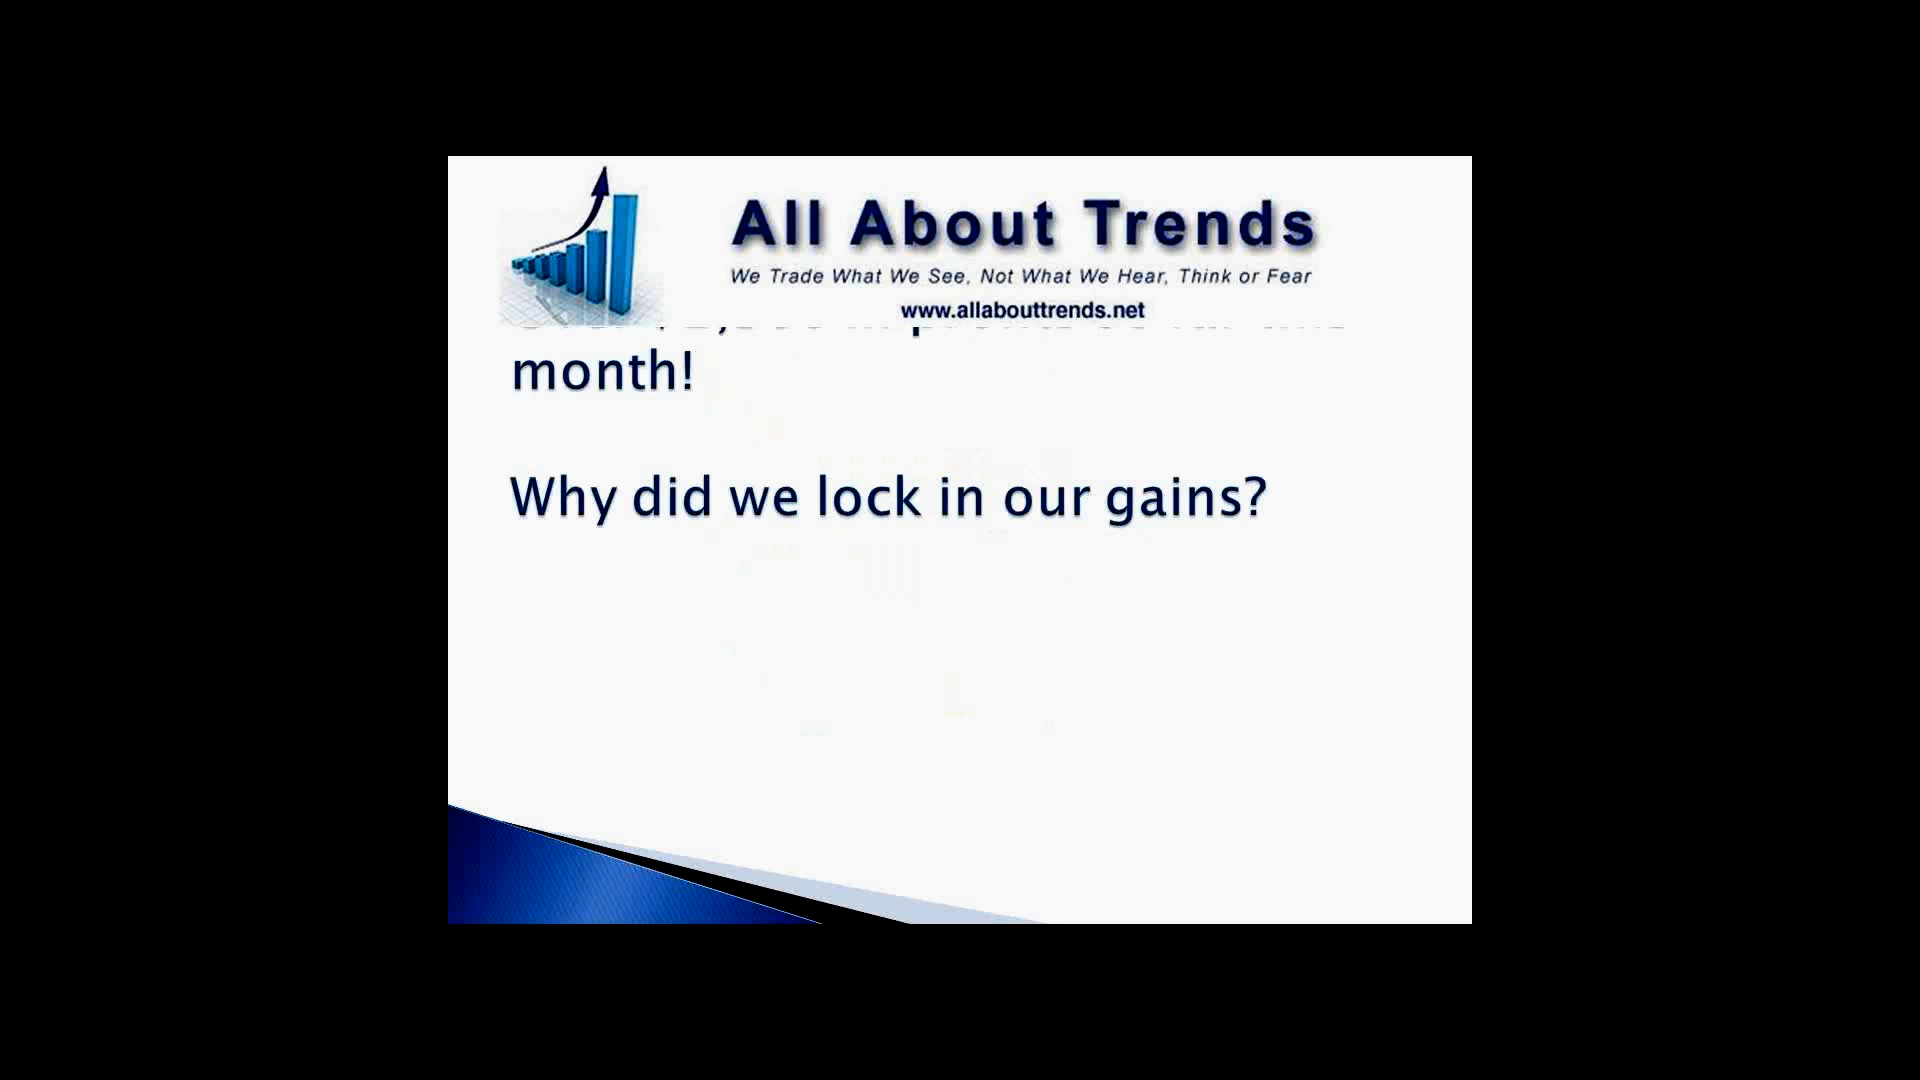 All About Trends
We Trade What We See, Not What We Hear, Think or Fear
www.allabouttrends.net
month!
Why did we lock in our gains?